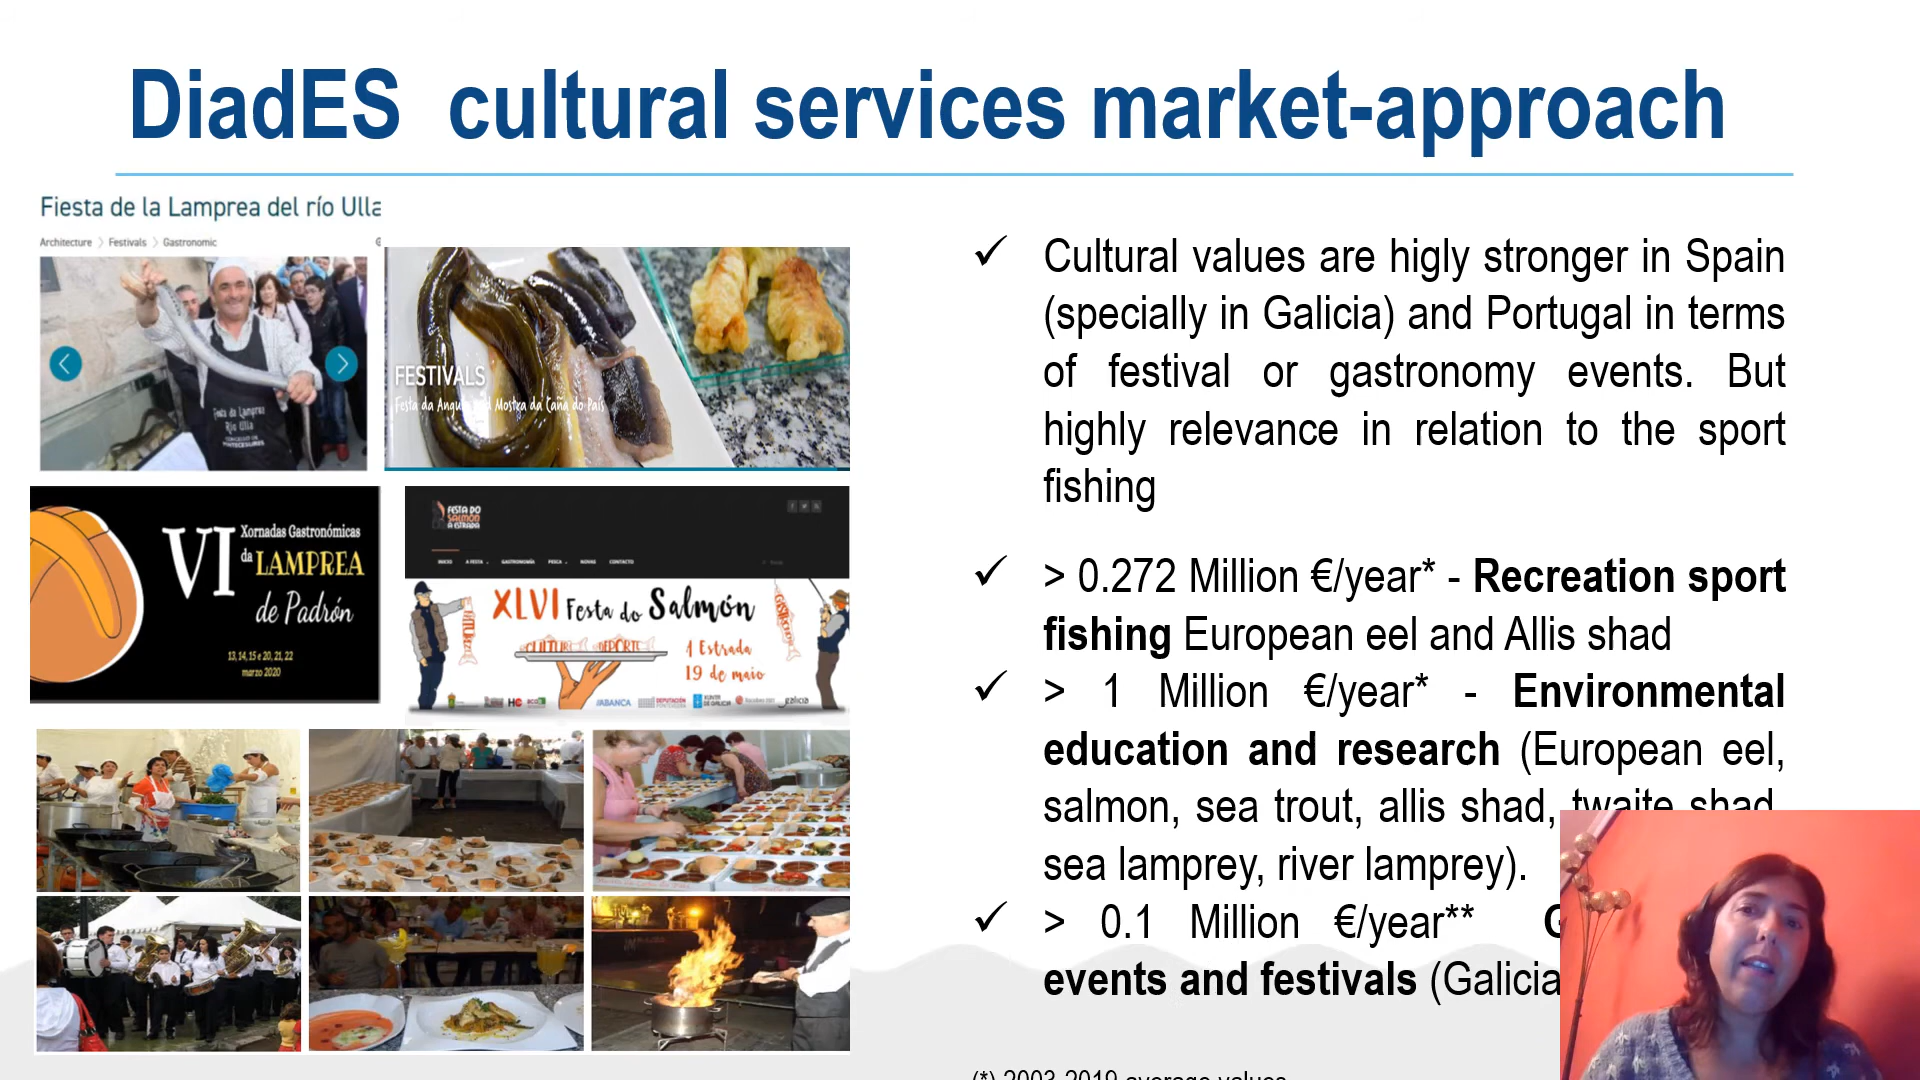 DiadES cultural services market-approach
Fiesta de la Lamprea del río Ulla
Architecture > Festivals > Gastronomic
Festa da Lamprea
Río Ulla
FESTIVALS
Festa da Anguía e Mostra da Caña do País
VI Xornadas Gastronómicas
da LAMPREA
de Padrón
13, 14, 15 e 20, 21, 22
marzo 2020
FESTA DO
SALMON
A ESTRADA
INICIO A FESTA GASTRONOMÍA PESCA NOVAS CONTACTO
XLVI Festa do Salmón
CULTURA DEPORTE
A Estrada
19 de maio
ABANCA
✓ Cultural values are higly stronger in Spain
(specially in Galicia) and Portugal in terms
of festival or gastronomy events. But
highly relevance in relation to the sport
fishing
✓ > 0.272 Million €/year* - Recreation sport
fishing European eel and Allis shad
✓ > 1 Million €/year* - Environmental
education and research (European eel,
salmon, sea trout, allis shad, twaite shad,
sea lamprey, river lamprey).
✓ > 0.1 Million €/year** G
events and festivals (Galicia
(*) 2003-2019 average values